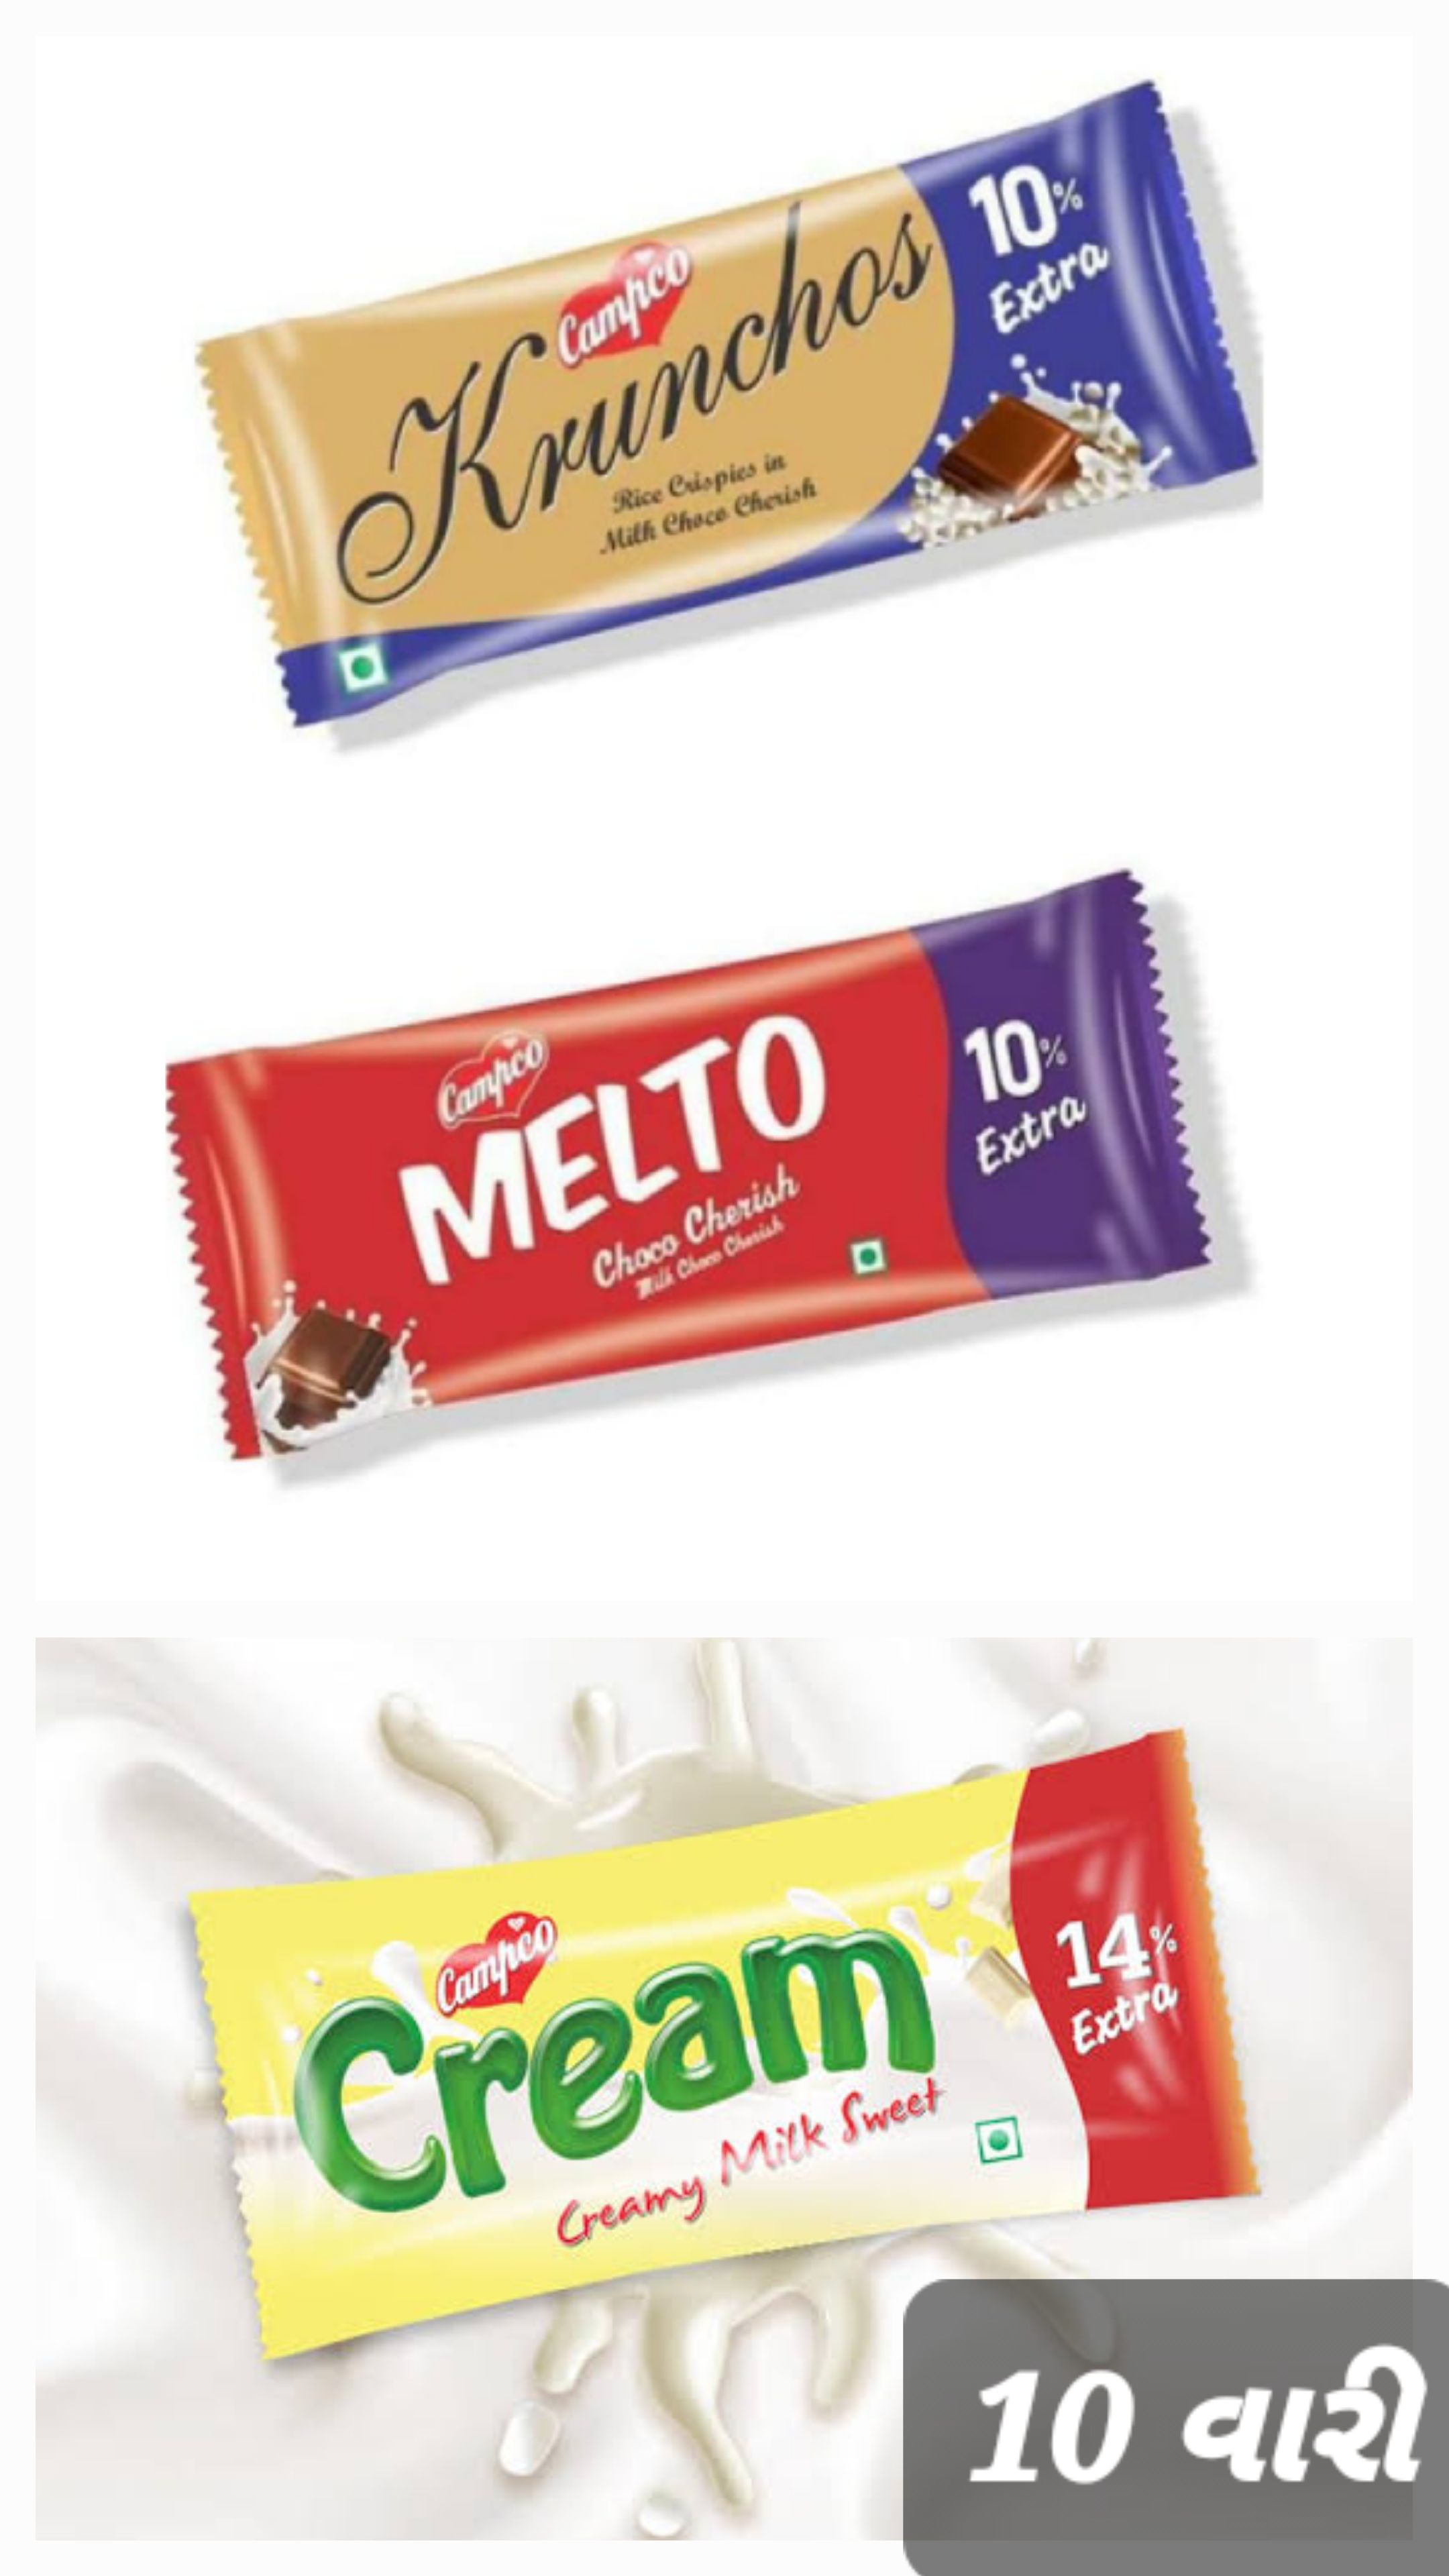 Campco
Krunchos
Rice Crispies in
Milk Choco Cherish
10%
Extra
Campco
MELTO
Choco Cherish
Milk Choco Cherish
10%
Extra
Campco
Cream
Creamy Milk Sweet
14%
Extra
10 વારી